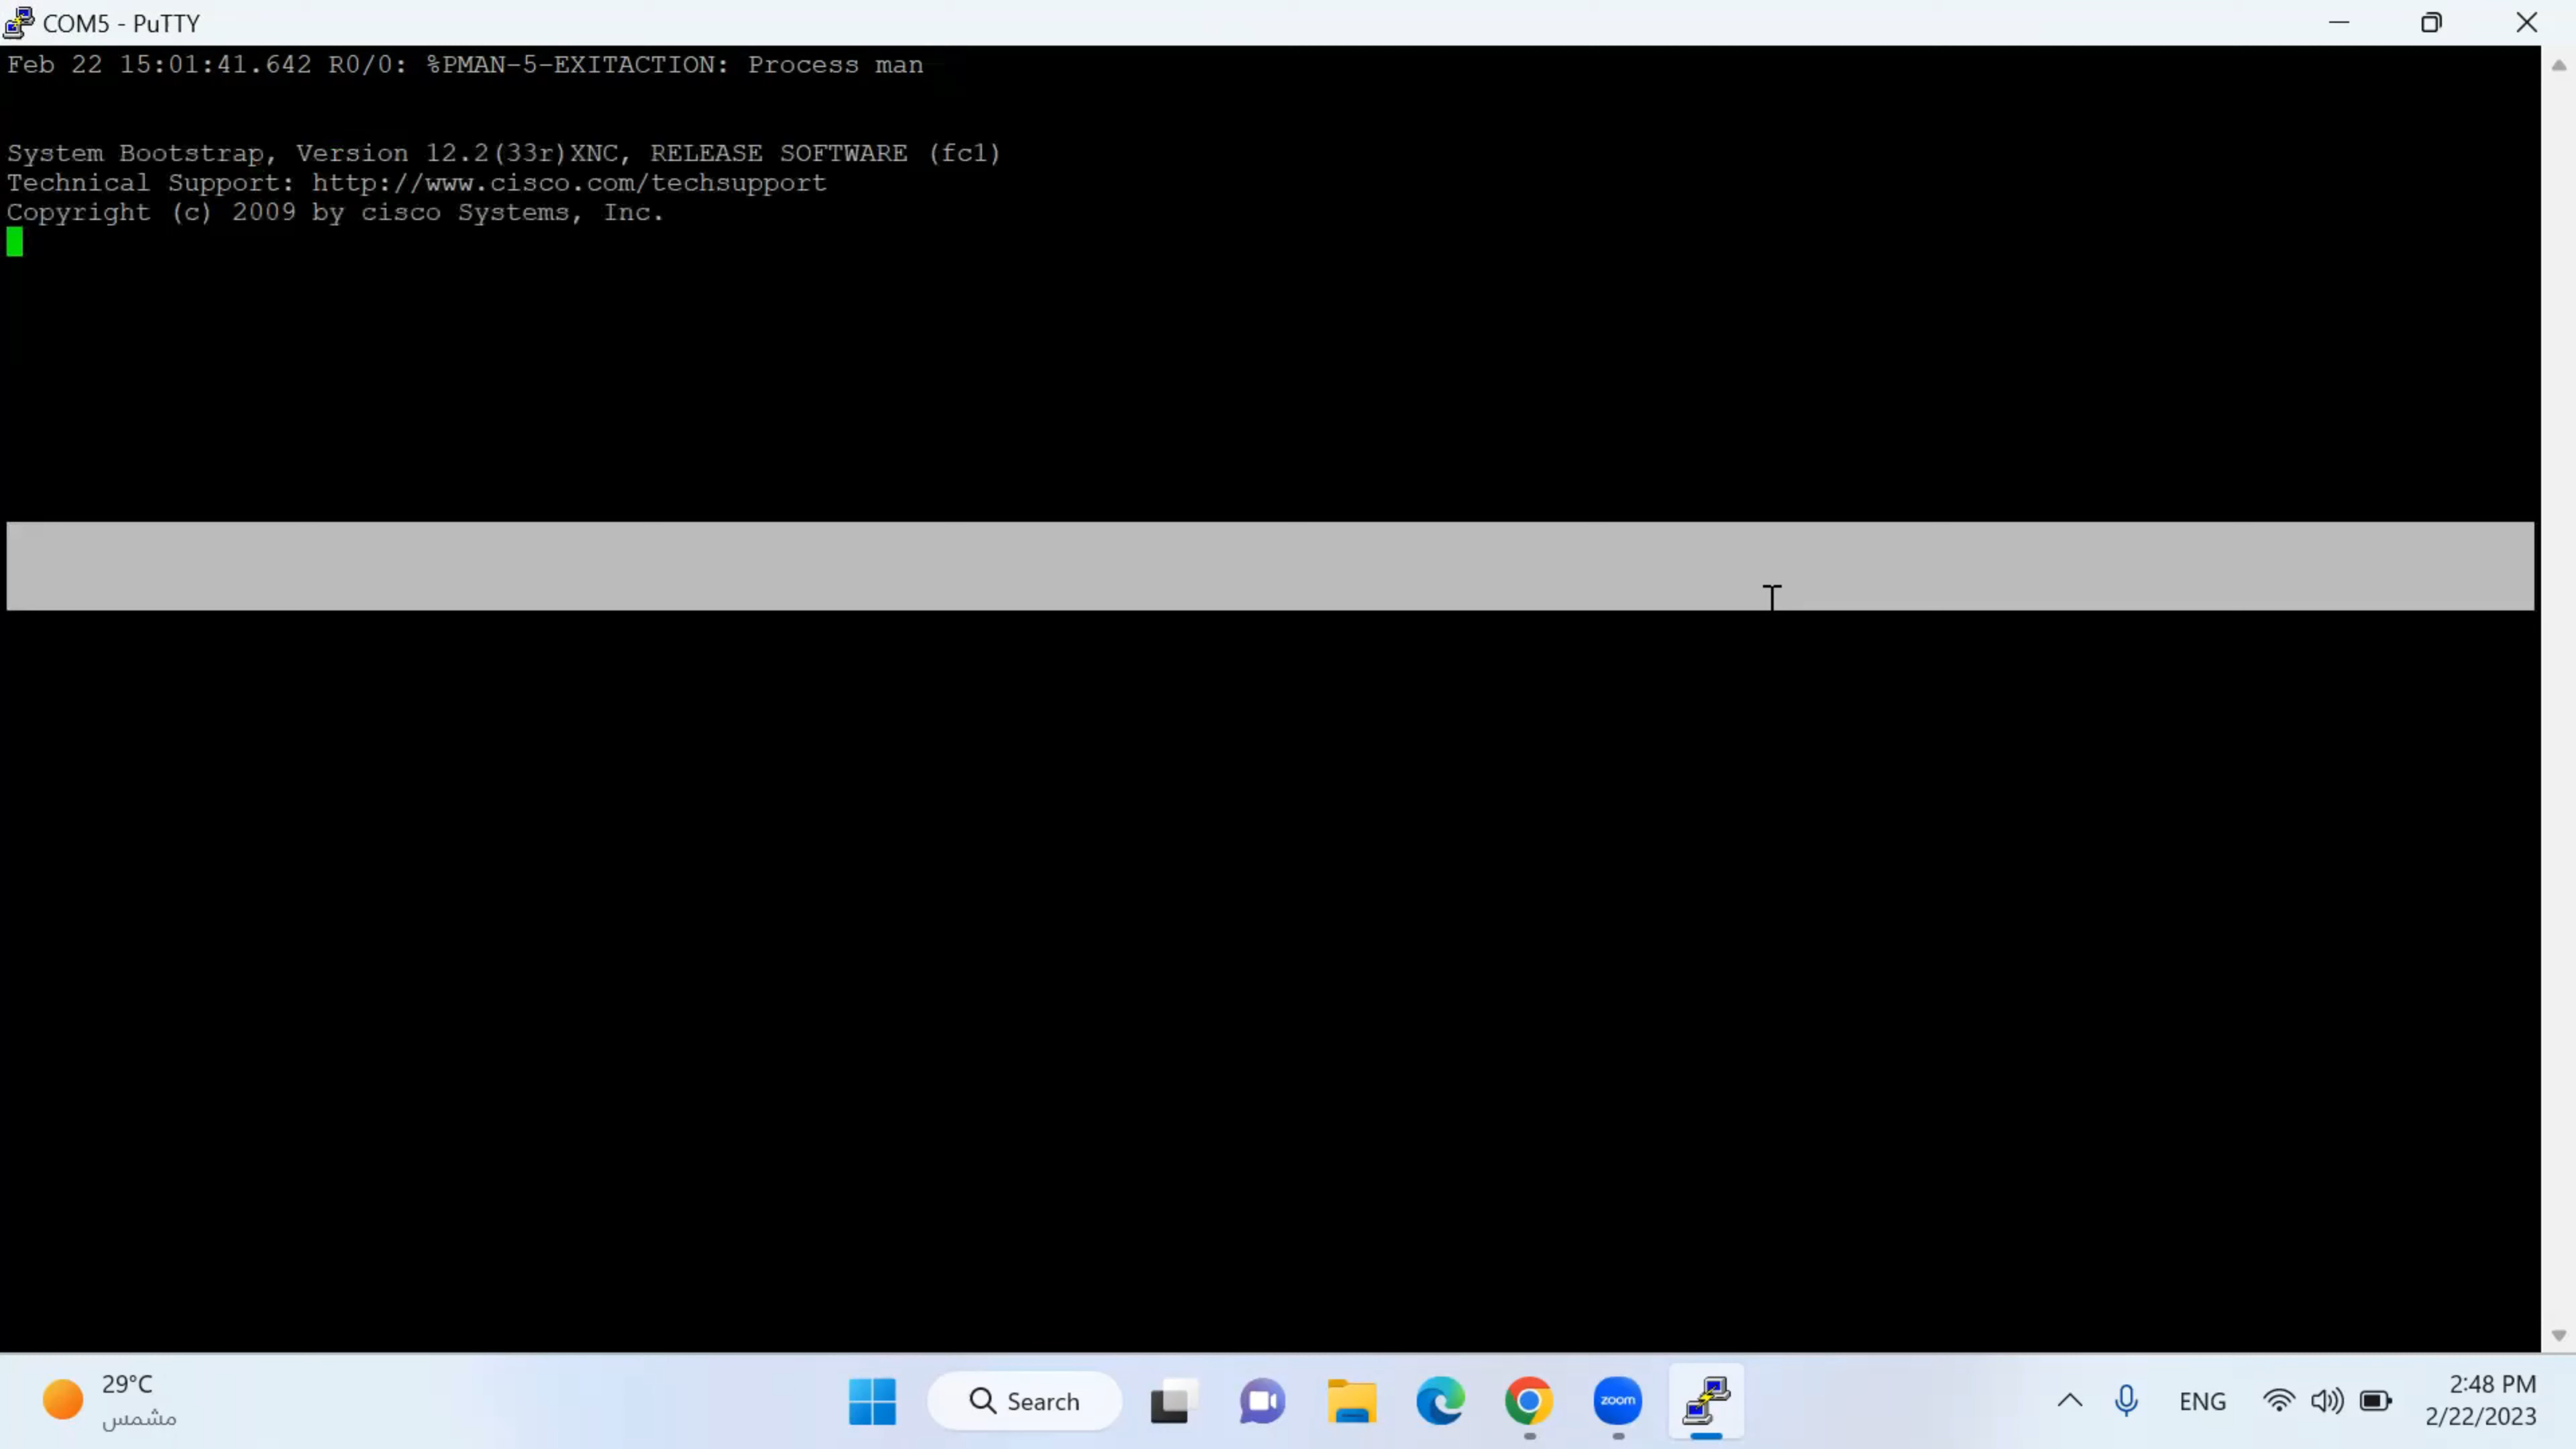 COM5 - PuTTY
Feb 22 15:01:41.642 R0/0: %PMAN-5-EXITACTION: Process man
System Bootstrap, Version 12.2(33r)XNC, RELEASE SOFTWARE (fc1)
Technical Support: http://www.cisco.com/techsupport
Copyright (c) 2009 by cisco Systems, Inc.
29°C
مشمس
Search
zoom
ENG
2:48 PM
2/22/2023